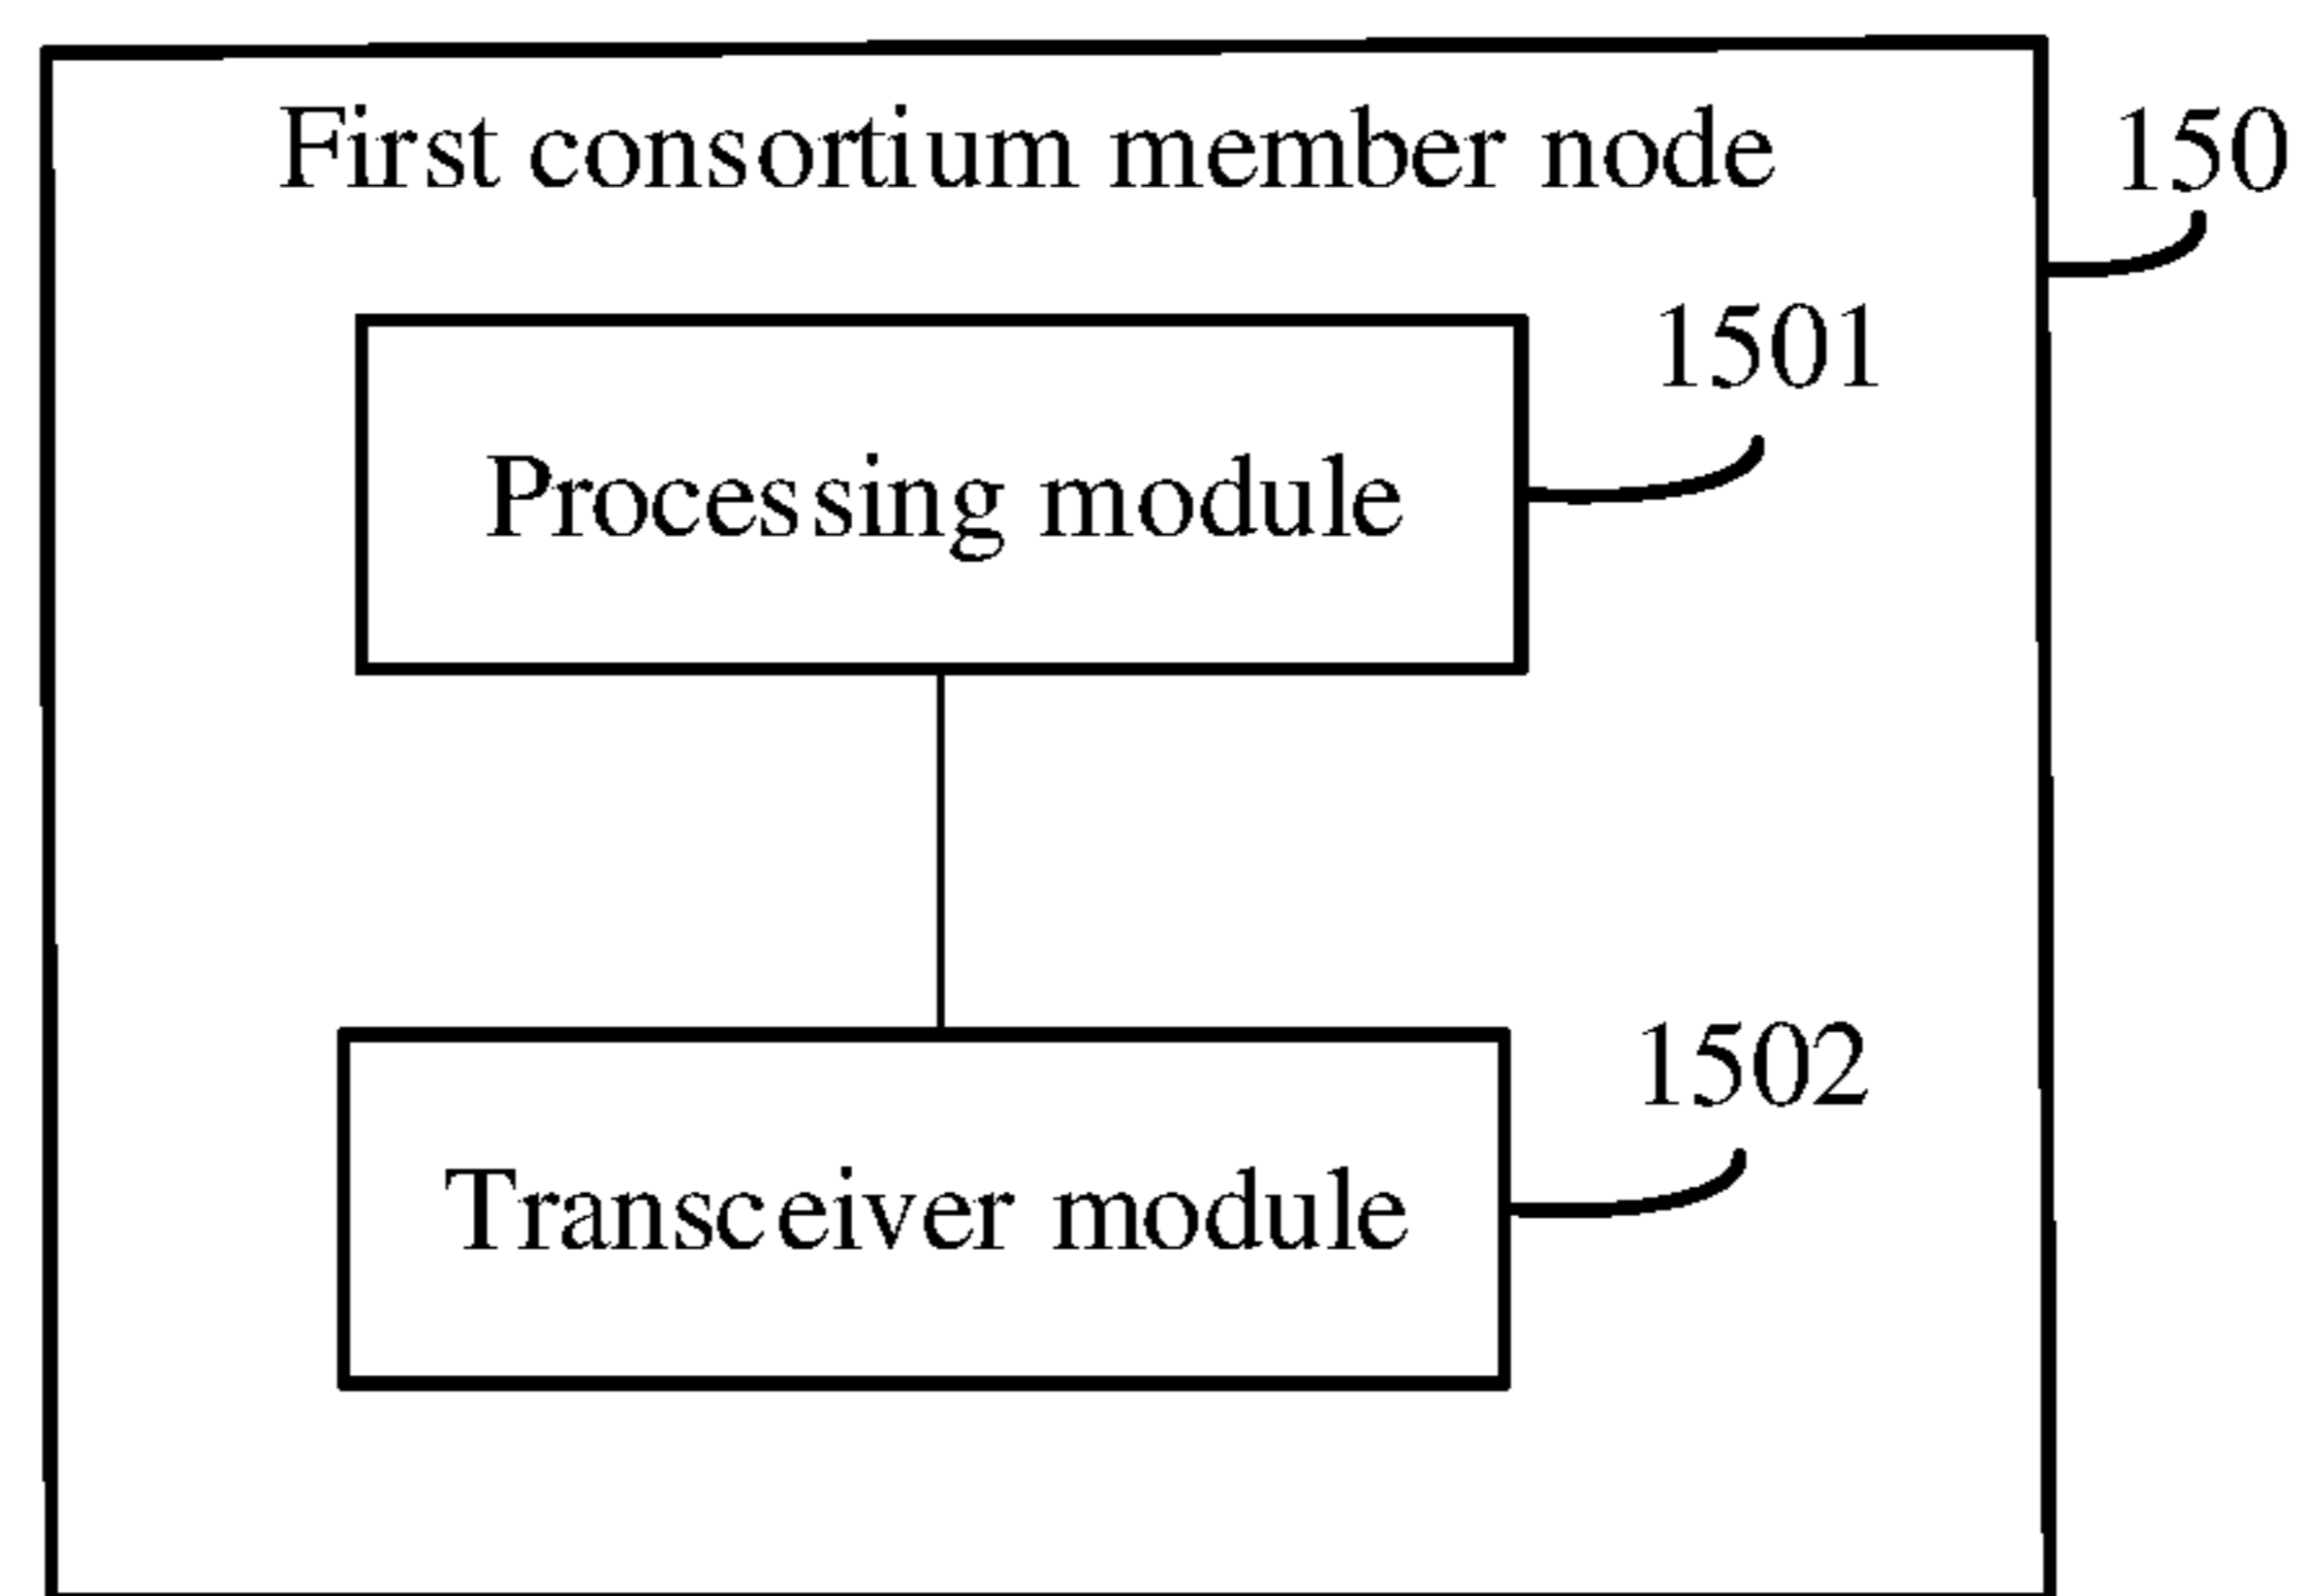 First consortium member node
150
1501
Processing module
1502
Transceiver module